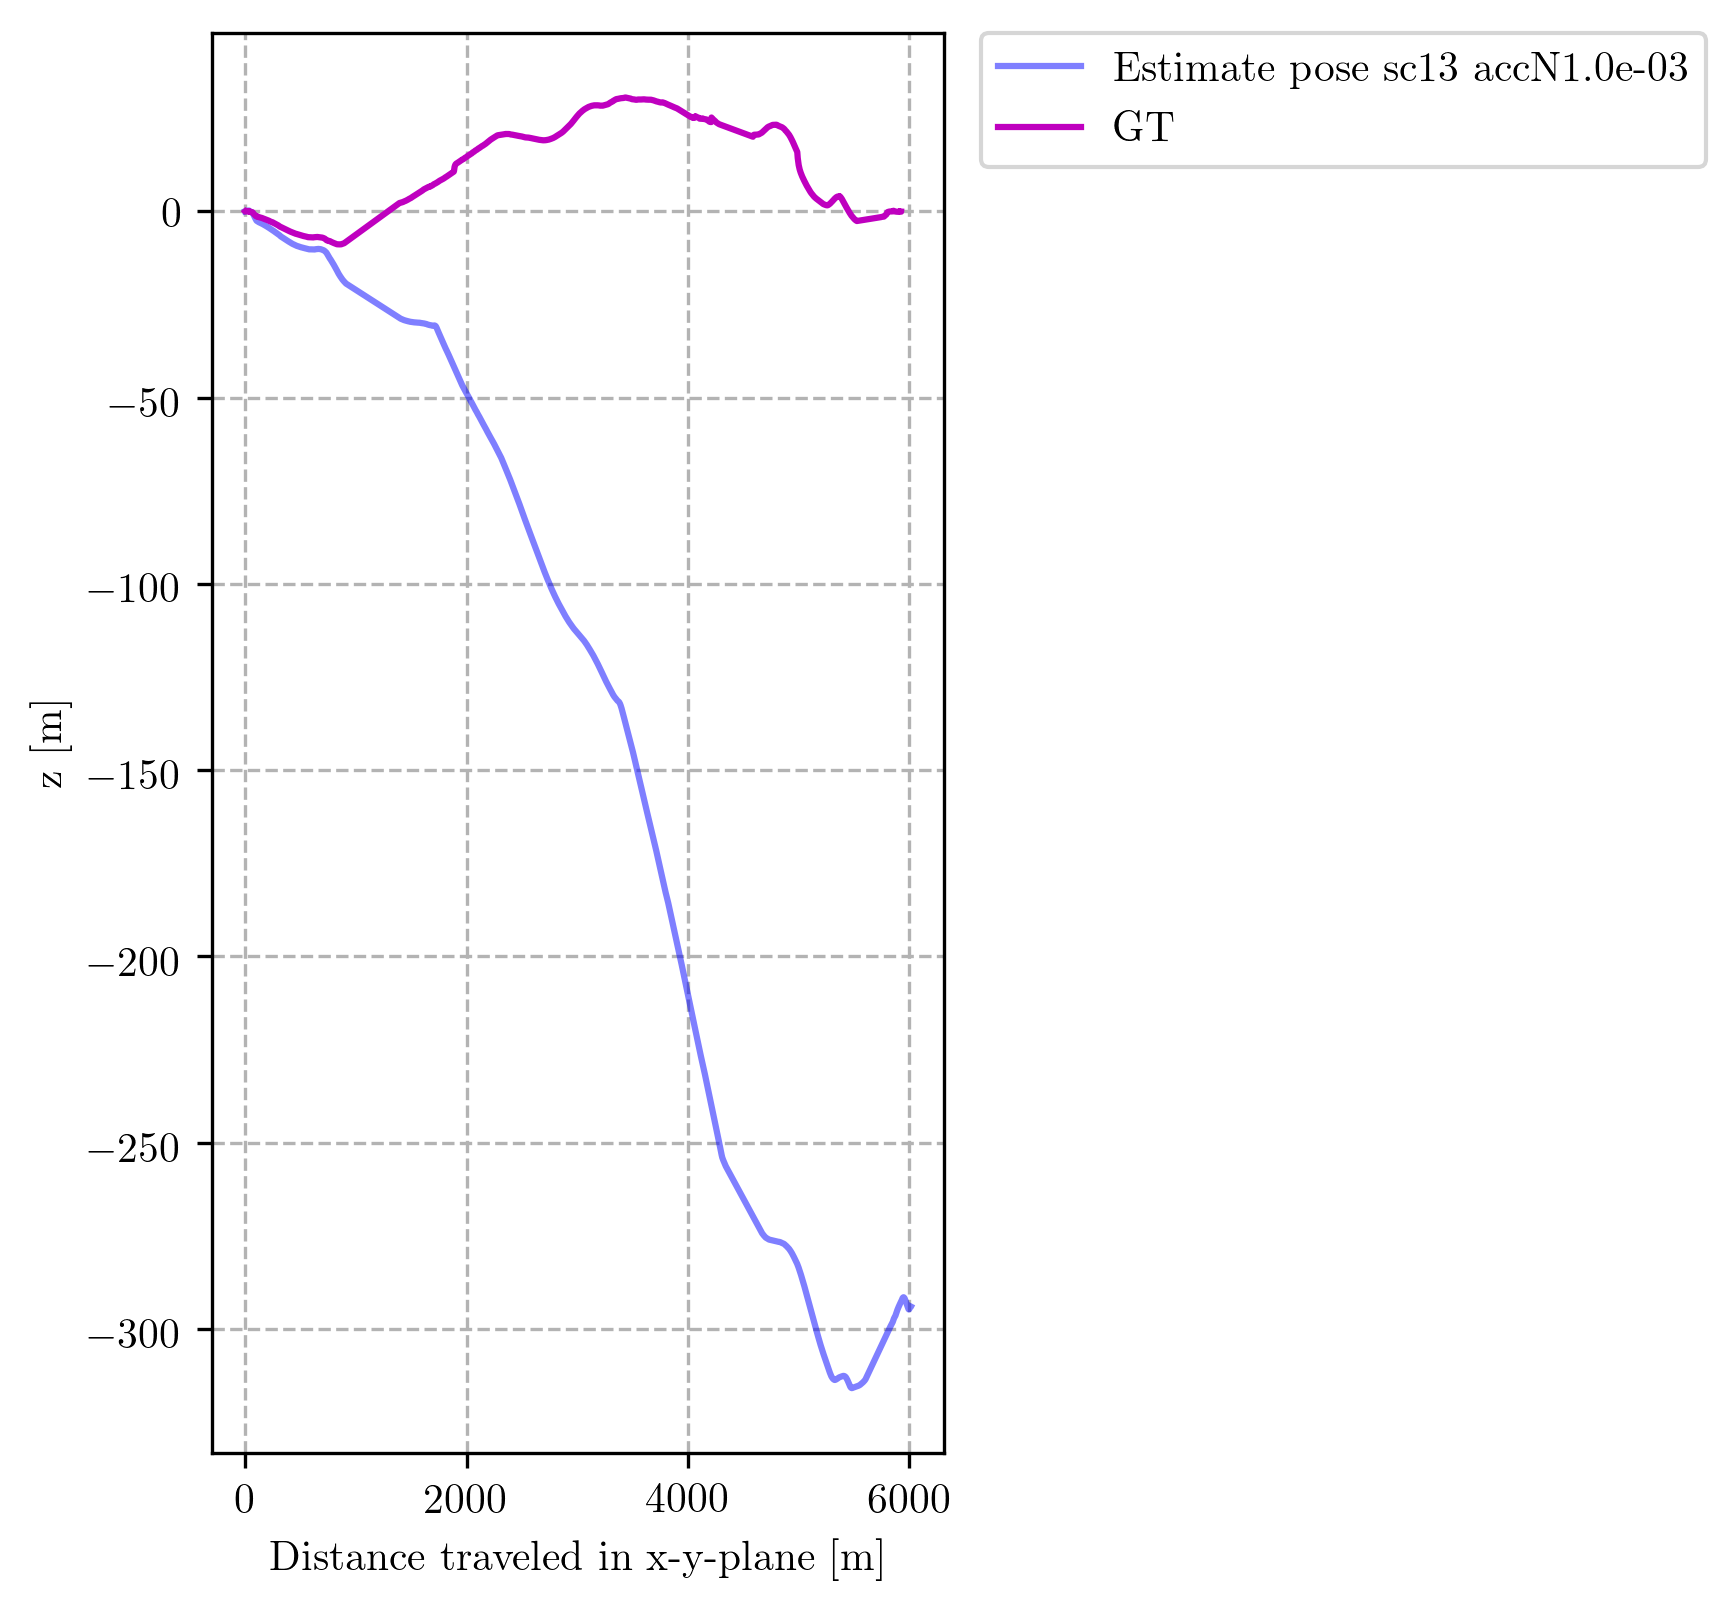 Estimate pose sc13 accN1.0e-03
GT
0
−50
−100
−150
−200
−250
−300
z [m]
0 2000 4000 6000
Distance traveled in x-y-plane [m]